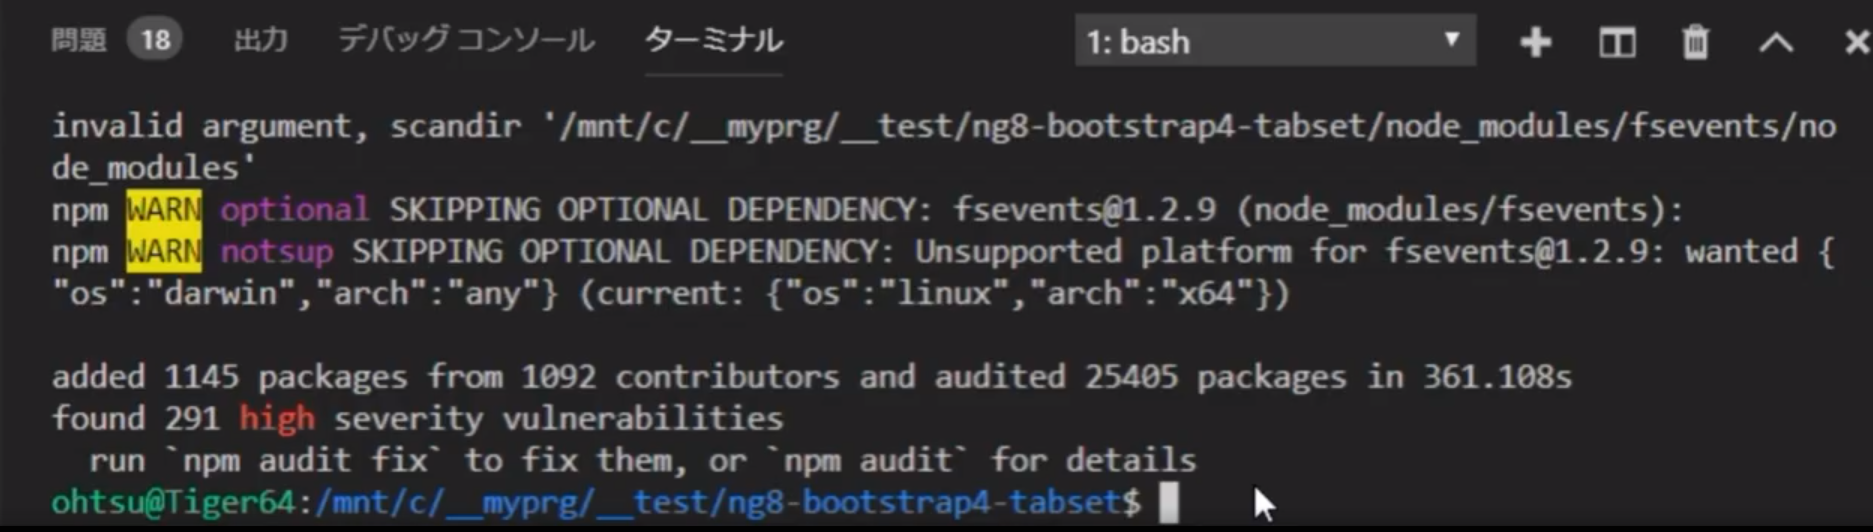 問題 18 出力 デバッグ コンソール ターミナル 1: bash
invalid argument, scandir '/mnt/c/__myprg/__test/ng8-bootstrap4-tabset/node_modules/fsevents/no
de_modules'
npm WARN optional SKIPPING OPTIONAL DEPENDENCY: fsevents@1.2.9 (node_modules/fsevents):
npm WARN notsup SKIPPING OPTIONAL DEPENDENCY: Unsupported platform for fsevents@1.2.9: wanted {
"os":"darwin","arch":"any"} (current: {"os":"linux","arch":"x64"})
added 1145 packages from 1092 contributors and audited 25405 packages in 361.108s
found 291 high severity vulnerabilities
  run `npm audit fix` to fix them, or `npm audit` for details
ohtsu@Tiger64:/mnt/c/__myprg/__test/ng8-bootstrap4-tabset$